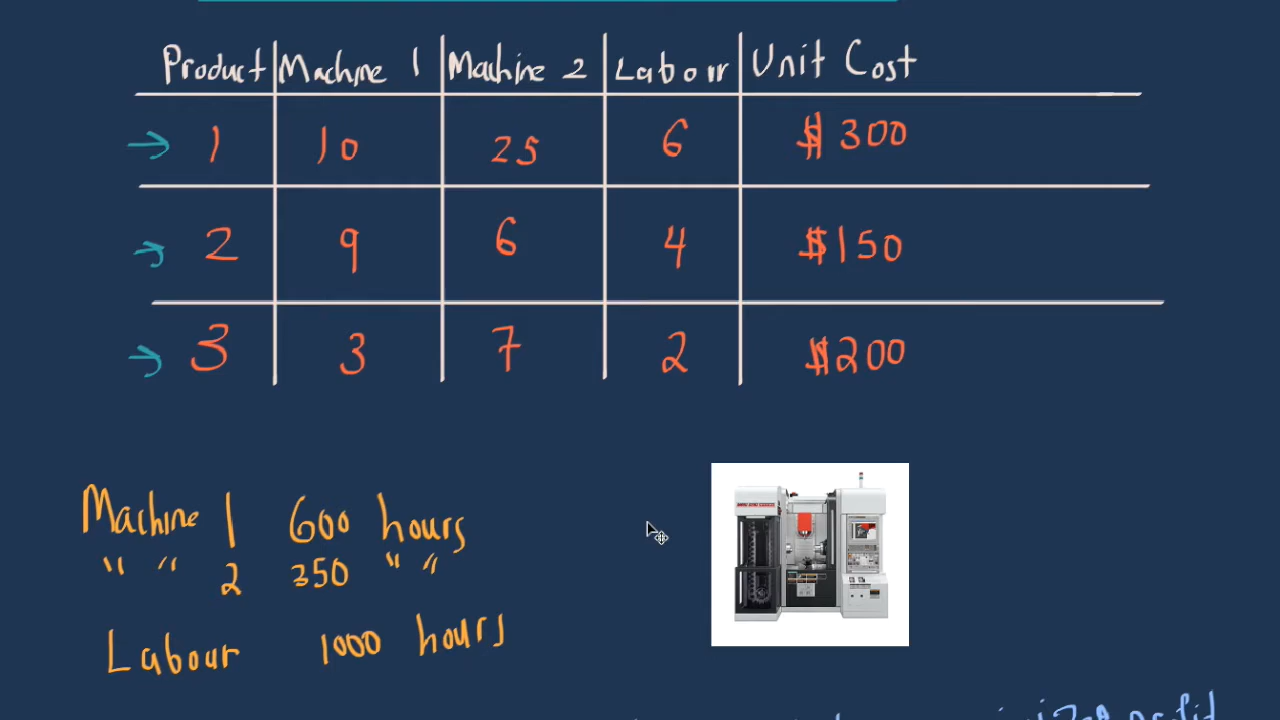 Product Machine 1 Machine 2 Labour Unit Cost
→ 1 10 25 6 $300
→ 2 9 6 4 $150
→ 3 3 7 2 $200
Machine 1 600 hours
" " 2 350 " "
Labour 1000 hours
profit